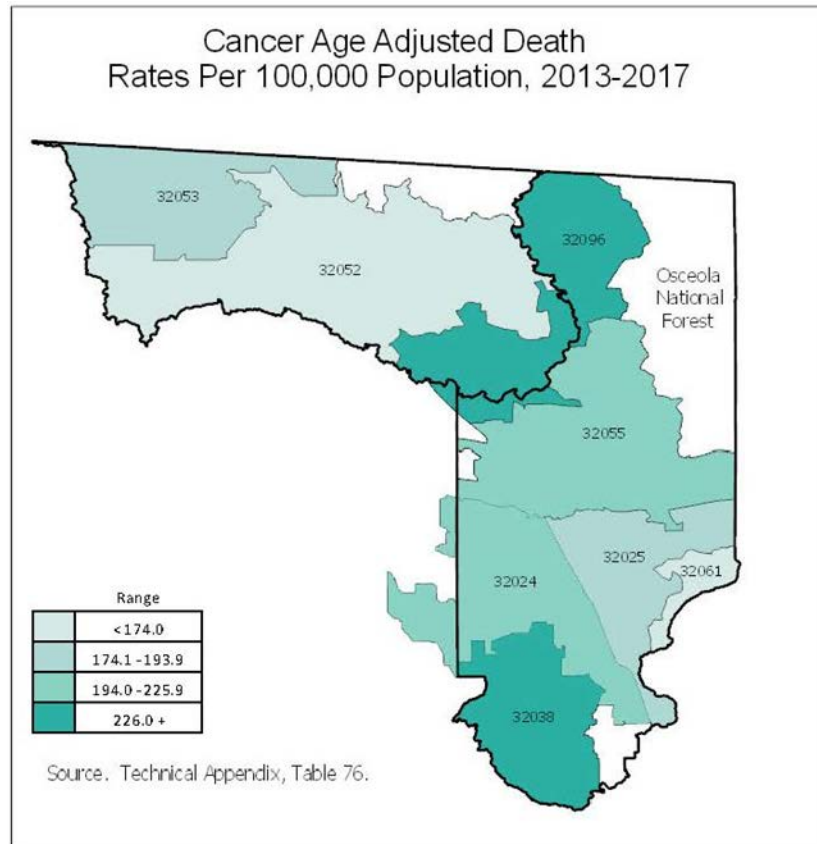 Cancer Age Adjusted Death
Rates Per 100,000 Population, 2013-2017
32053
32096
32052
Osceola
National
Forest
32055
32025
32061
32024
32038
Range
<174.0
174.1 -193.9
194.0 -225.9
226.0 +
Source. Technical Appendix, Table 76.